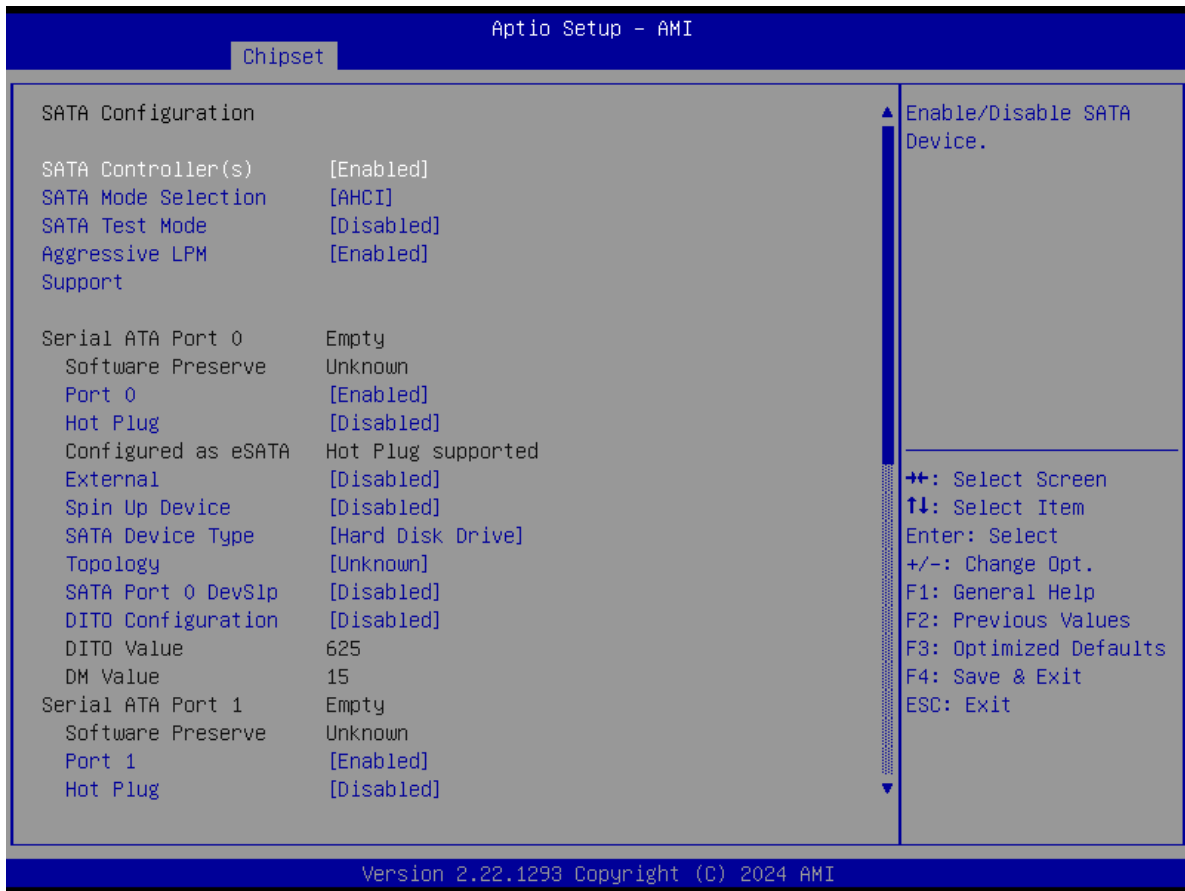 Aptio Setup – AMI
Chipset
SATA Configuration
SATA Controller(s) [Enabled]
SATA Mode Selection [AHCI]
SATA Test Mode [Disabled]
Aggressive LPM [Enabled]
Support
Serial ATA Port 0 Empty
Software Preserve Unknown
Port 0 [Enabled]
Hot Plug [Disabled]
Configured as eSATA Hot Plug supported
External [Disabled]
Spin Up Device [Disabled]
SATA Device Type [Hard Disk Drive]
Topology [Unknown]
SATA Port 0 DevSlp [Disabled]
DITO Configuration [Disabled]
DITO Value 625
DM Value 15
Serial ATA Port 1 Empty
Software Preserve Unknown
Port 1 [Enabled]
Hot Plug [Disabled]
Enable/Disable SATA
Device.
→←: Select Screen
↑↓: Select Item
Enter: Select
+/-: Change Opt.
F1: General Help
F2: Previous Values
F3: Optimized Defaults
F4: Save & Exit
ESC: Exit
Version 2.22.1293 Copyright (C) 2024 AMI